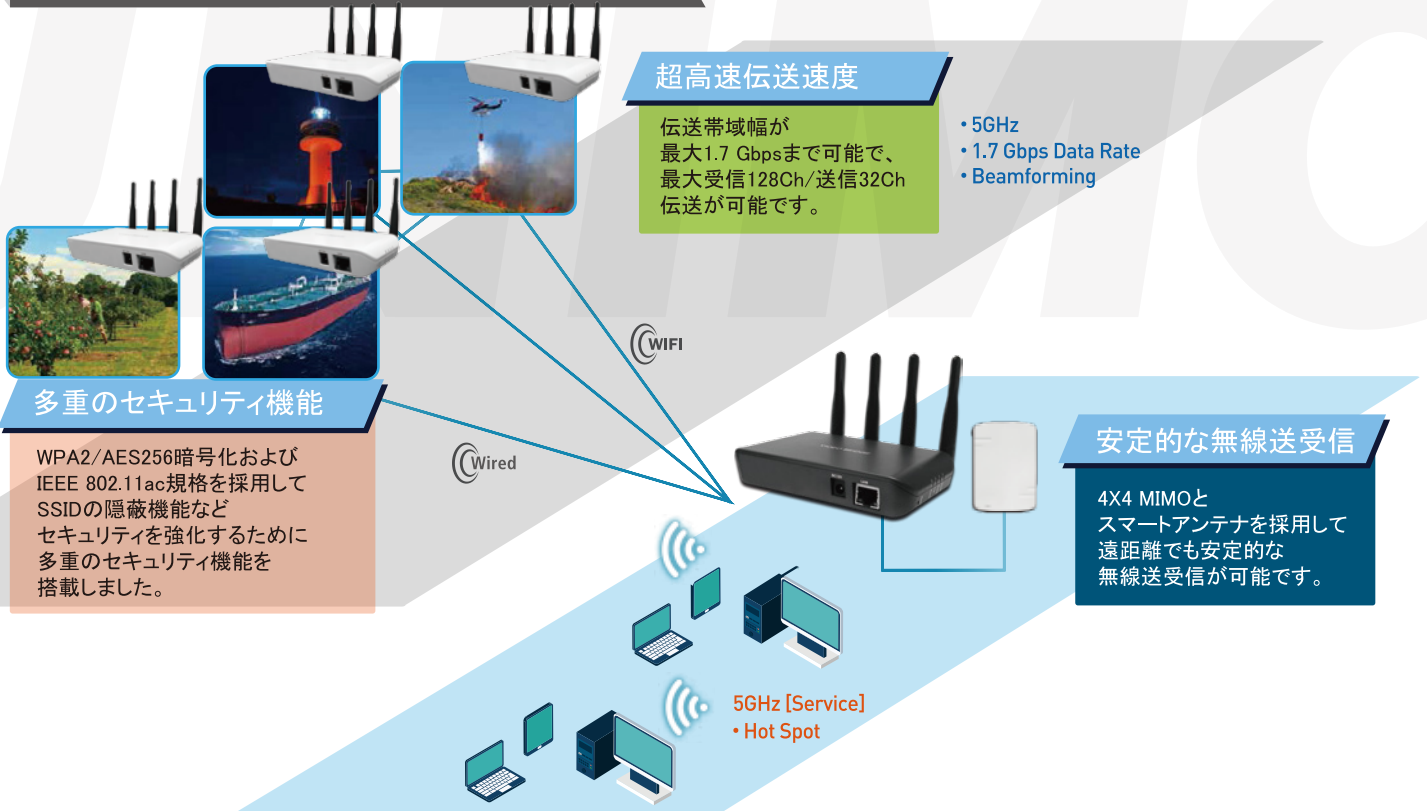 超高速伝送速度
伝送帯域幅が
最大1.7 Gbpsまで可能で、
最大受信128Ch/送信32Ch
伝送が可能です。
• 5GHz
• 1.7 Gbps Data Rate
• Beamforming
WIFI
多重のセキュリティ機能
WPA2/AES256暗号化および
IEEE 802.11ac規格を採用して
SSIDの隠蔽機能など
セキュリティを強化するために
多重のセキュリティ機能を
搭載しました。
Wired
安定的な無線送受信
4X4 MIMOと
スマートアンテナを採用して
遠距離でも安定的な
無線送受信が可能です。
5GHz [Service]
• Hot Spot